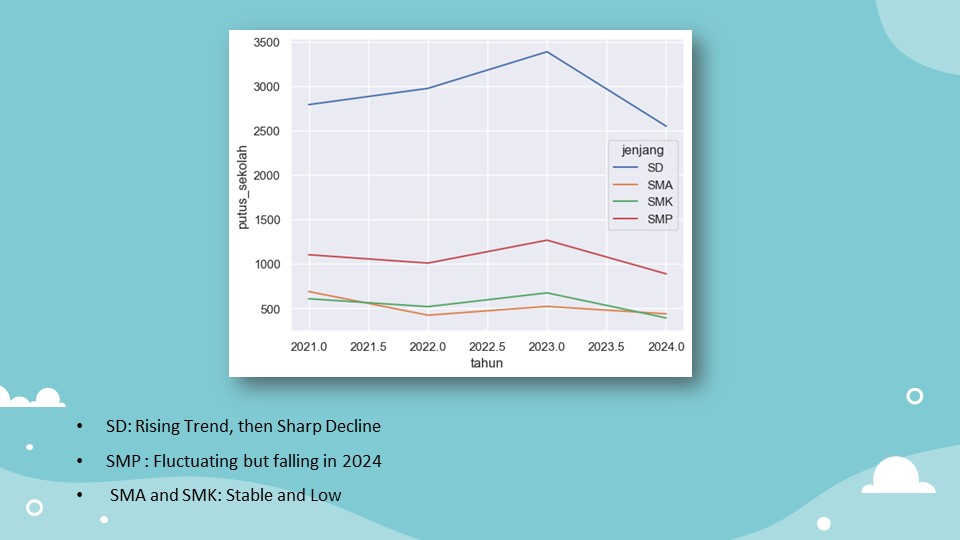 3500
3000
2500
2000
1500
1000
500
putus_sekolah
jenjang
SD
SMA
SMK
SMP
2021.0 2021.5 2022.0 2022.5 2023.0 2023.5 2024.0
tahun
• SD: Rising Trend, then Sharp Decline
• SMP : Fluctuating but falling in 2024
• SMA and SMK: Stable and Low